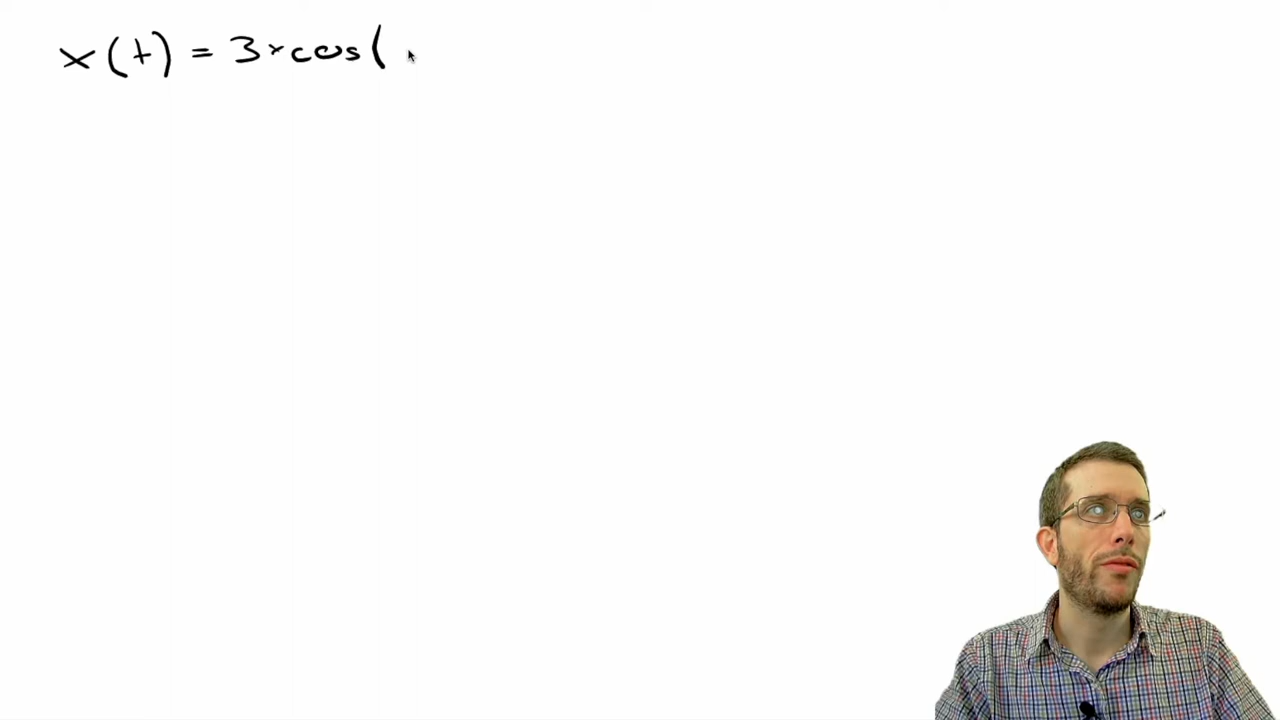 x(t) = 3*cos(